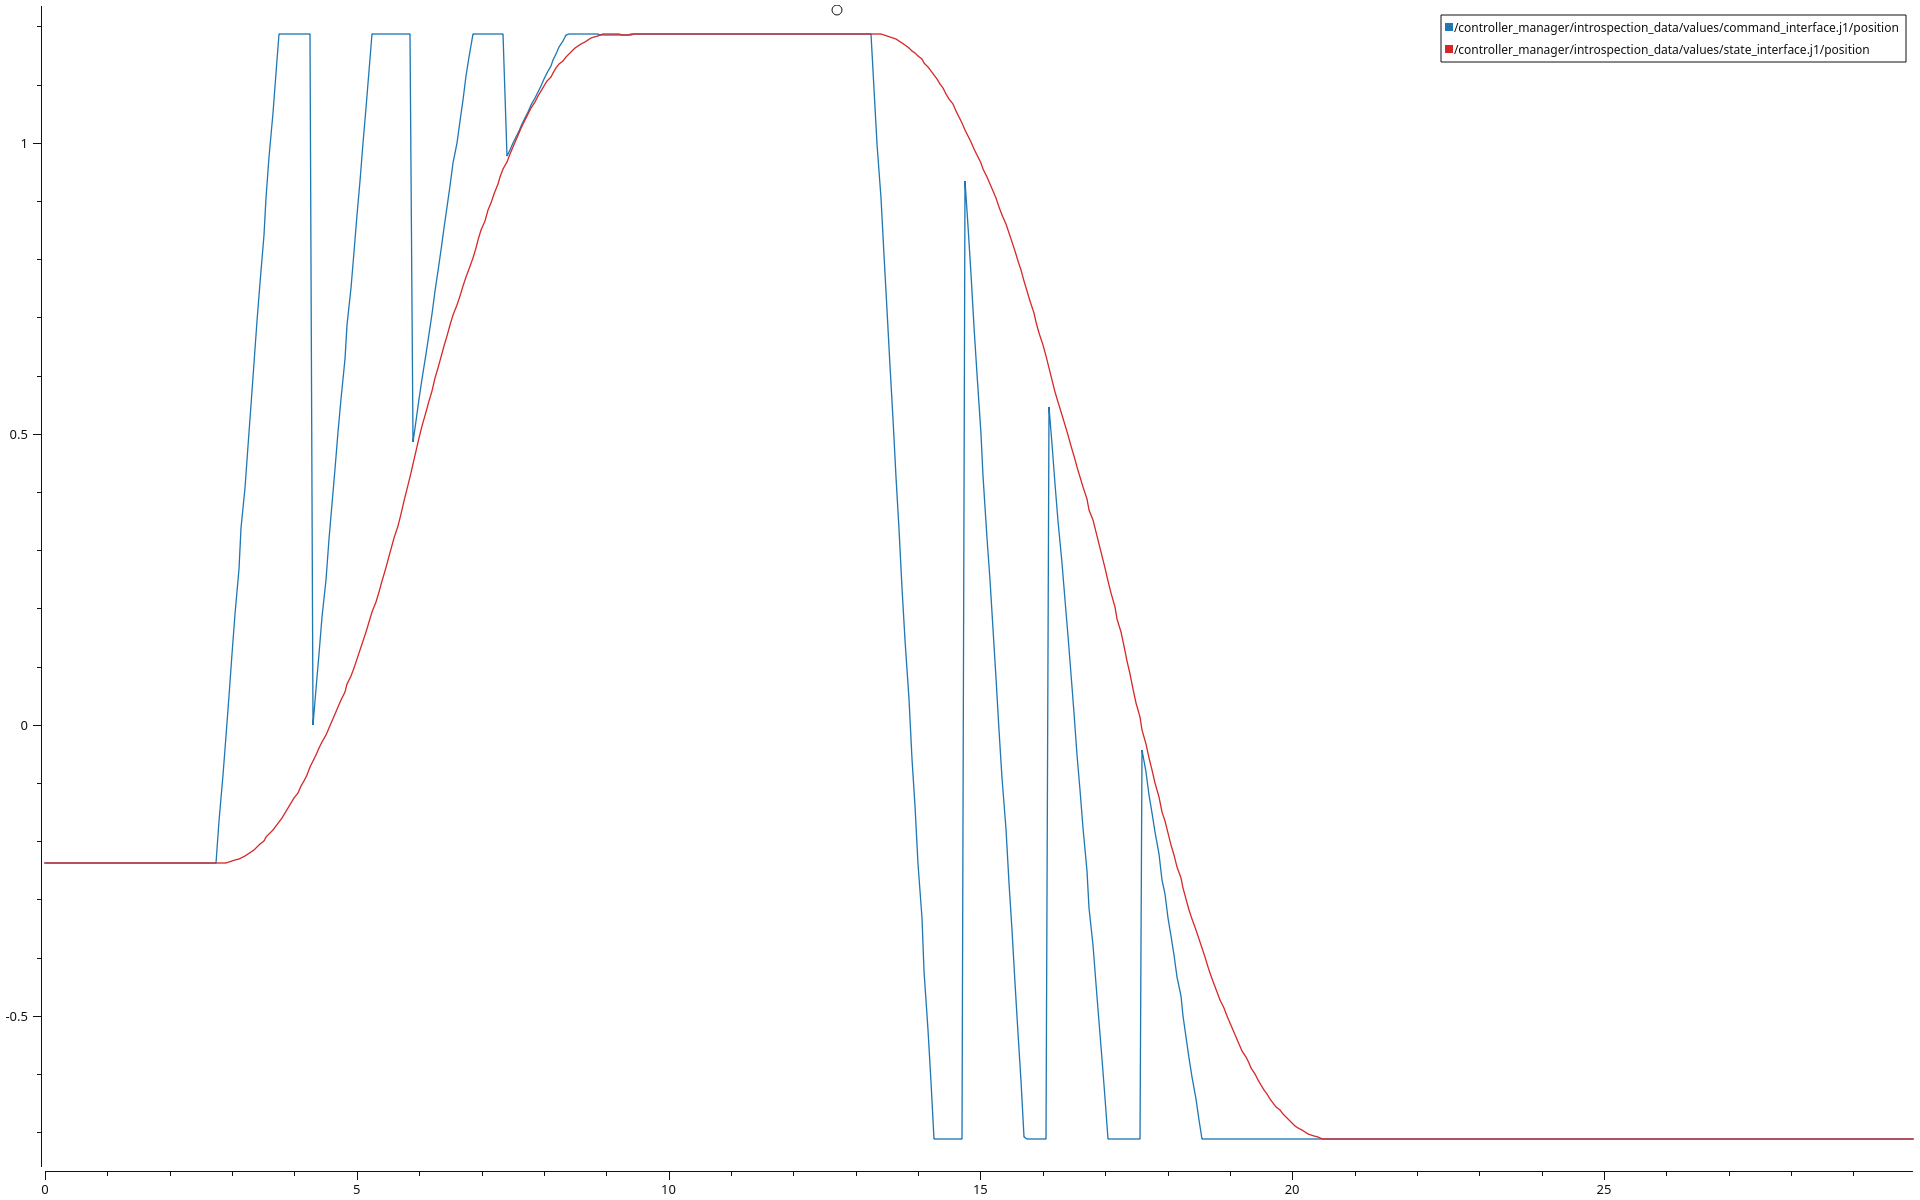 /controller_manager/introspection_data/values/command_interface.j1/position
/controller_manager/introspection_data/values/state_interface.j1/position
1
0.5
0
-0.5
0 5 10 15 20 25